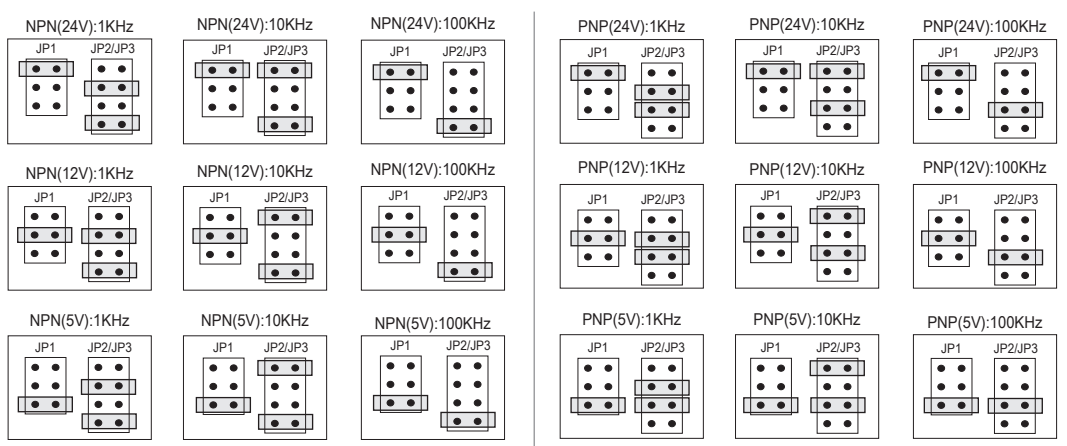 NPN(24V):1KHz NPN(24V):10KHz NPN(24V):100KHz PNP(24V):1KHz PNP(24V):10KHz PNP(24V):100KHz
JP1 JP2/JP3 JP1 JP2/JP3 JP1 JP2/JP3 JP1 JP2/JP3 JP1 JP2/JP3 JP1 JP2/JP3
NPN(12V):1KHz NPN(12V):10KHz NPN(12V):100KHz PNP(12V):1KHz PNP(12V):10KHz PNP(12V):100KHz
JP1 JP2/JP3 JP1 JP2/JP3 JP1 JP2/JP3 JP1 JP2/JP3 JP1 JP2/JP3 JP1 JP2/JP3
NPN(5V):1KHz NPN(5V):10KHz NPN(5V):100KHz PNP(5V):1KHz PNP(5V):10KHz PNP(5V):100KHz
JP1 JP2/JP3 JP1 JP2/JP3 JP1 JP2/JP3 JP1 JP2/JP3 JP1 JP2/JP3 JP1 JP2/JP3